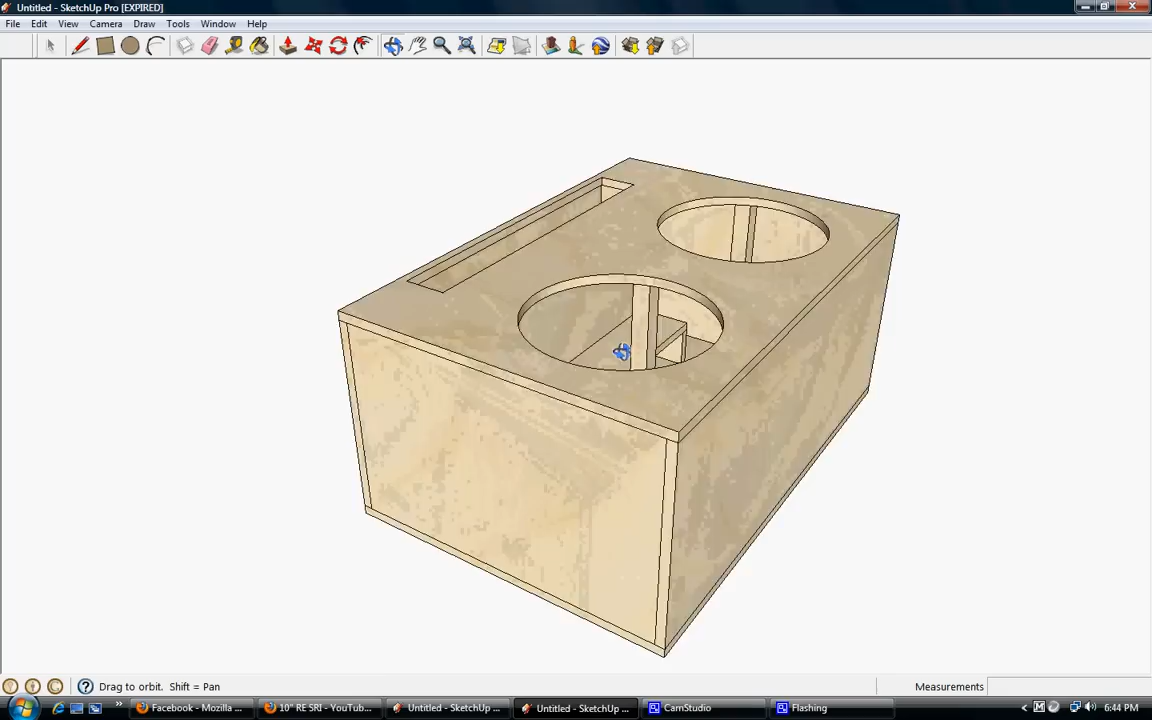 Untitled - SketchUp Pro [EXPIRED]
File Edit View Camera Draw Tools Window Help
Drag to orbit. Shift = Pan
Measurements
Facebook - Mozilla ...
10" RE SRI - YouTub...
Untitled - SketchUp ...
Untitled - SketchUp ...
CamStudio
Flashing
6:44 PM